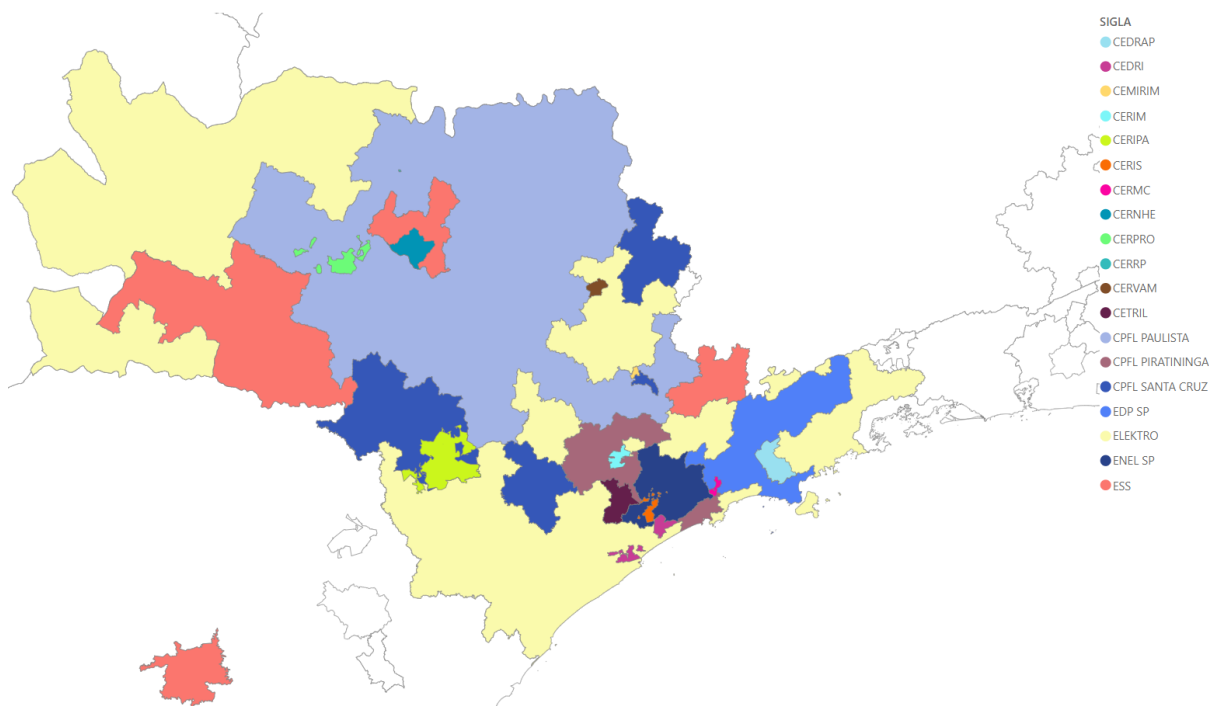 SIGLA
CEDRAP
CEDRI
CEMIRIM
CERIM
CERIPA
CERIS
CERMC
CERNHE
CERPRO
CERRP
CERVAM
CETRIL
CPFL PAULISTA
CPFL PIRATININGA
CPFL SANTA CRUZ
EDP SP
ELEKTRO
ENEL SP
ESS